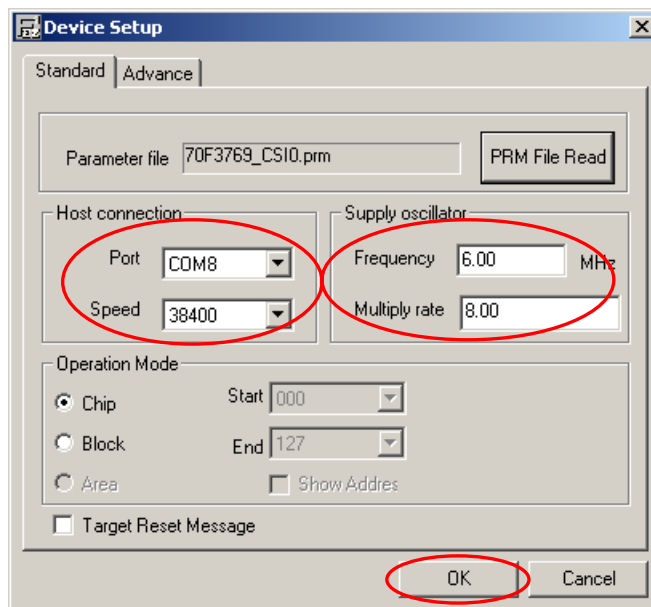 Device Setup
Standard Advance
Parameter file 70F3769_CSI0.prm PRM File Read
Host connection Supply oscillator
Port COM8 Frequency 6.00 MHz
Speed 38400 Multiply rate 8.00
Operation Mode
Chip Start 000
Block End 127
Area Show Addres
Target Reset Message
OK Cancel